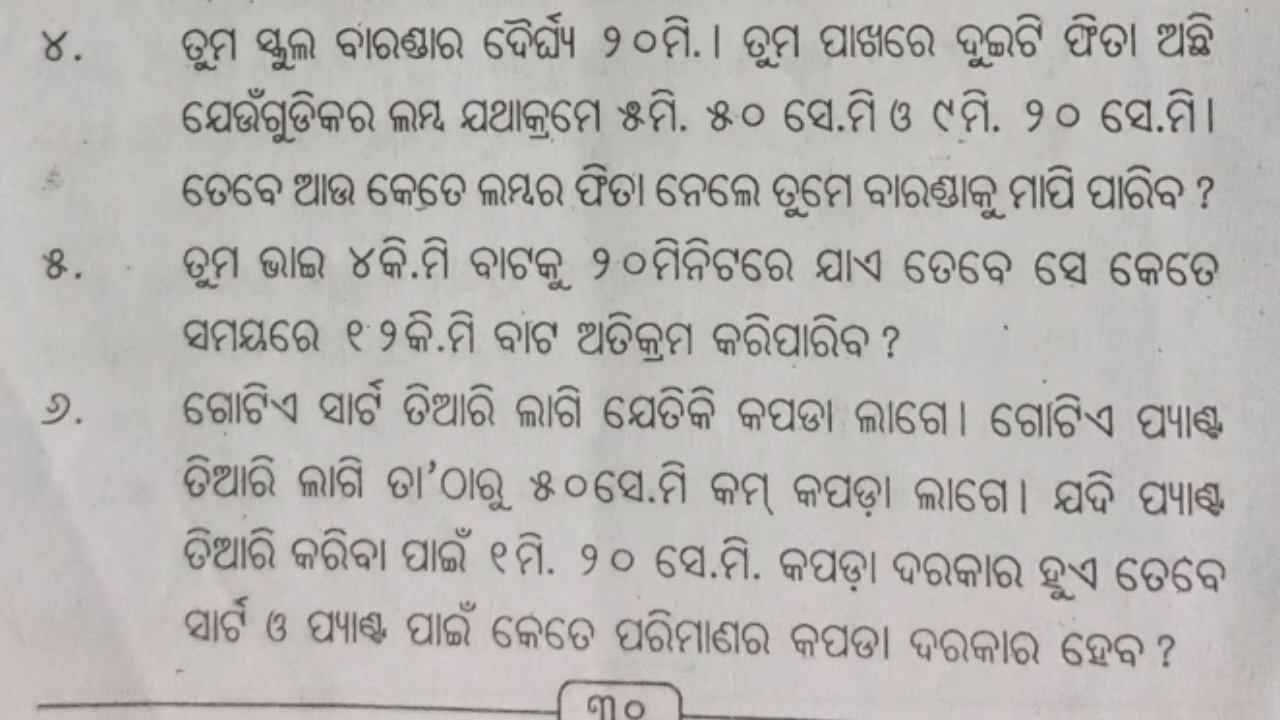 ୪. ତୁମ ସ୍କୁଲ ବାରଣ୍ଡାର ଦୈର୍ଘ୍ୟ ୨୦ମି.। ତୁମ ପାଖରେ ଦୁଇଟି ଫିତା ଅଛି
ଯେଉଁଗୁଡିକର ଲମ୍ବ ଯଥାକ୍ରମେ ୫ମି. ୫୦ ସେ.ମି ଓ ୯ମି. ୨୦ ସେ.ମି।
ତେବେ ଆଉ କେତେ ଲମ୍ବର ଫିତା ନେଲେ ତୁମେ ବାରଣ୍ଡାକୁ ମାପି ପାରିବ ?
୫. ତୁମ ଭାଇ ୪କି.ମି ବାଟକୁ ୨୦ମିନିଟରେ ଯାଏ ତେବେ ସେ କେତେ
ସମୟରେ ୧୨କି.ମି ବାଟ ଅତିକ୍ରମ କରିପାରିବ ?
୬. ଗୋଟିଏ ସାର୍ଟ ତିଆରି ଲାଗି ଯେତିକି କପଡା ଲାଗେ। ଗୋଟିଏ ପ୍ୟାଣ୍ଟ
ତିଆରି ଲାଗି ତା'ଠାରୁ ୫୦ସେ.ମି କମ୍ କପଡ଼ା ଲାଗେ। ଯଦି ପ୍ୟାଣ୍ଟ
ତିଆରି କରିବା ପାଇଁ ୧ମି. ୨୦ ସେ.ମି. କପଡ଼ା ଦରକାର ହୁଏ ତେବେ
ସାର୍ଟ ଓ ପ୍ୟାଣ୍ଟ ପାଇଁ କେତେ ପରିମାଣର କପଡା ଦରକାର ହେବ ?
୩୦